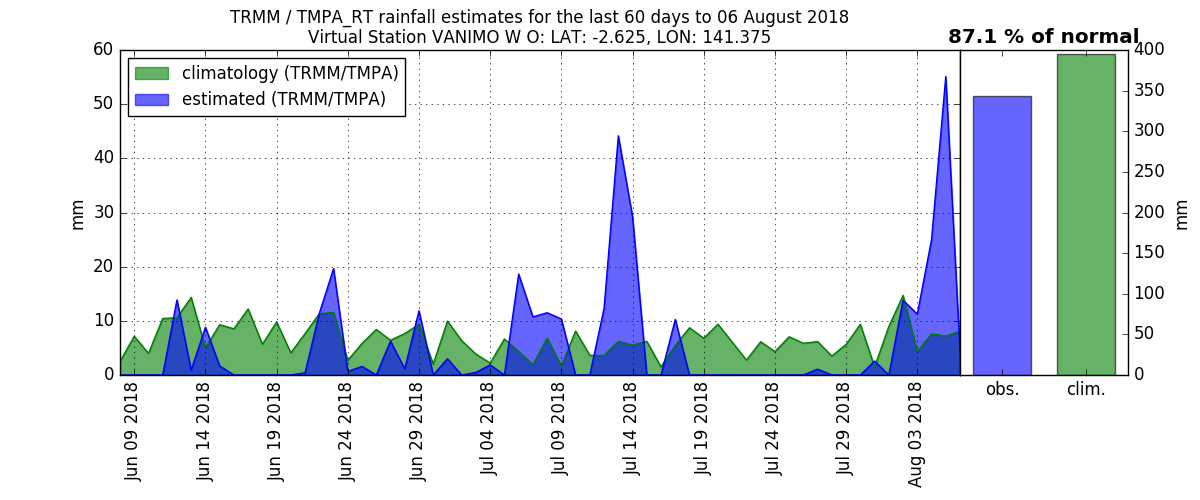 TRMM / TMPA_RT rainfall estimates for the last 60 days to 06 August 2018
Virtual Station VANIMO W O: LAT: -2.625, LON: 141.375
87.1 % of normal
climatology (TRMM/TMPA)
estimated (TRMM/TMPA)
60
50
40
30
20
10
0
mm
Jun 09 2018
Jun 14 2018
Jun 19 2018
Jun 24 2018
Jun 29 2018
Jul 04 2018
Jul 09 2018
Jul 14 2018
Jul 19 2018
Jul 24 2018
Jul 29 2018
Aug 03 2018
obs.
clim.
400
350
300
250
200
150
100
50
0
mm